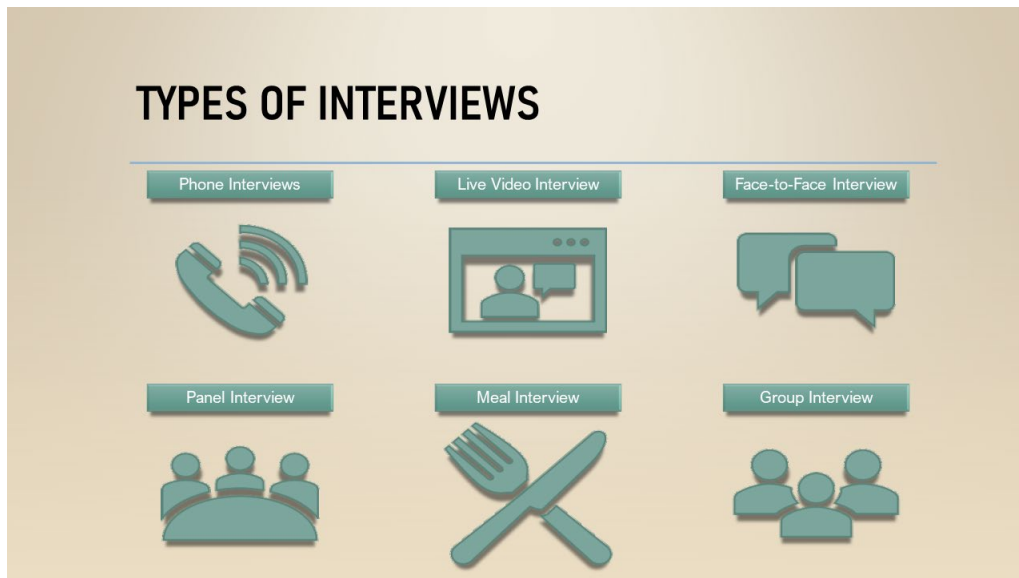 TYPES OF INTERVIEWS
Phone Interviews
Live Video Interview
Face-to-Face Interview
Panel Interview
Meal Interview
Group Interview